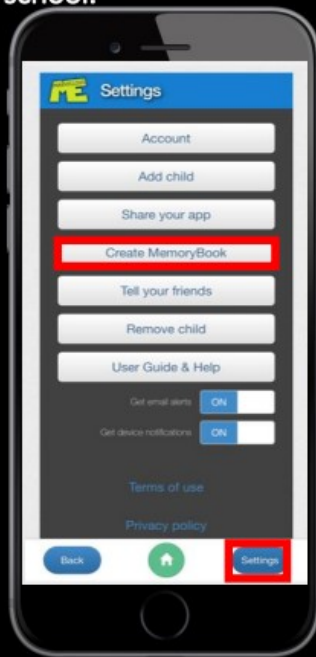 school.
ME Settings
Account
Add child
Share your app
Create MemoryBook
Tell your friends
Remove child
User Guide & Help
Get email alerts ON
Get device notifications ON
Terms of use
Privacy policy
Back Settings